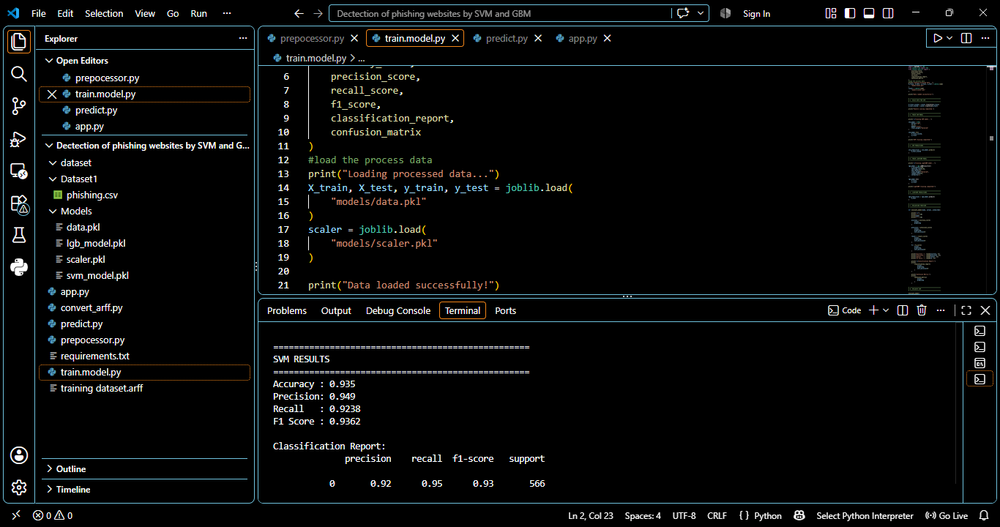 File Edit Selection View Go Run ···
Dectection of phishing websites by SVM and GBM
Sign In
Explorer
Open Editors
prepocessor.py
train.model.py
predict.py
app.py
Dectection of phishing websites by SVM and G...
dataset
Dataset1
phishing.csv
Models
data.pkl
lgb_model.pkl
scaler.pkl
svm_model.pkl
app.py
convert_arff.py
predict.py
prepocessor.py
requirements.txt
train.model.py
training dataset.arff
Outline
Timeline
prepocessor.py train.model.py predict.py app.py
train.model.py > ...
6 precision_score,
7 recall_score,
8 f1_score,
9 classification_report,
10 confusion_matrix
11 )
12 #load the process data
13 print("Loading processed data...")
14 X_train, X_test, y_train, y_test = joblib.load(
15 "models/data.pkl"
16 )
17 scaler = joblib.load(
18 "models/scaler.pkl"
19 )
20
21 print("Data loaded successfully!")
Problems Output Debug Console Terminal Ports
Code
==================================================
SVM RESULTS
==================================================
Accuracy : 0.935
Precision: 0.949
Recall   : 0.9238
F1 Score : 0.9362
Classification Report:
precision recall f1-score support
0 0.92 0.95 0.93 566
0 0 Ln 2, Col 23 Spaces: 4 UTF-8 CRLF { } Python Select Python Interpreter Go Live